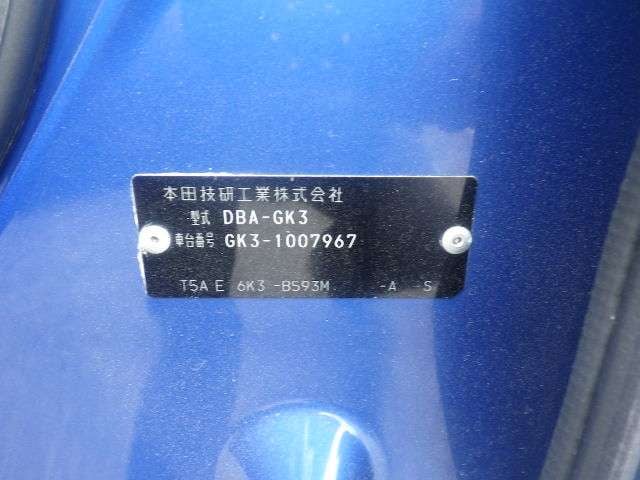 本田技研工業株式会社
型式 DBA-GK3
車台番号 GK3-1007967
T5A E 6K3 -B593M -A -S